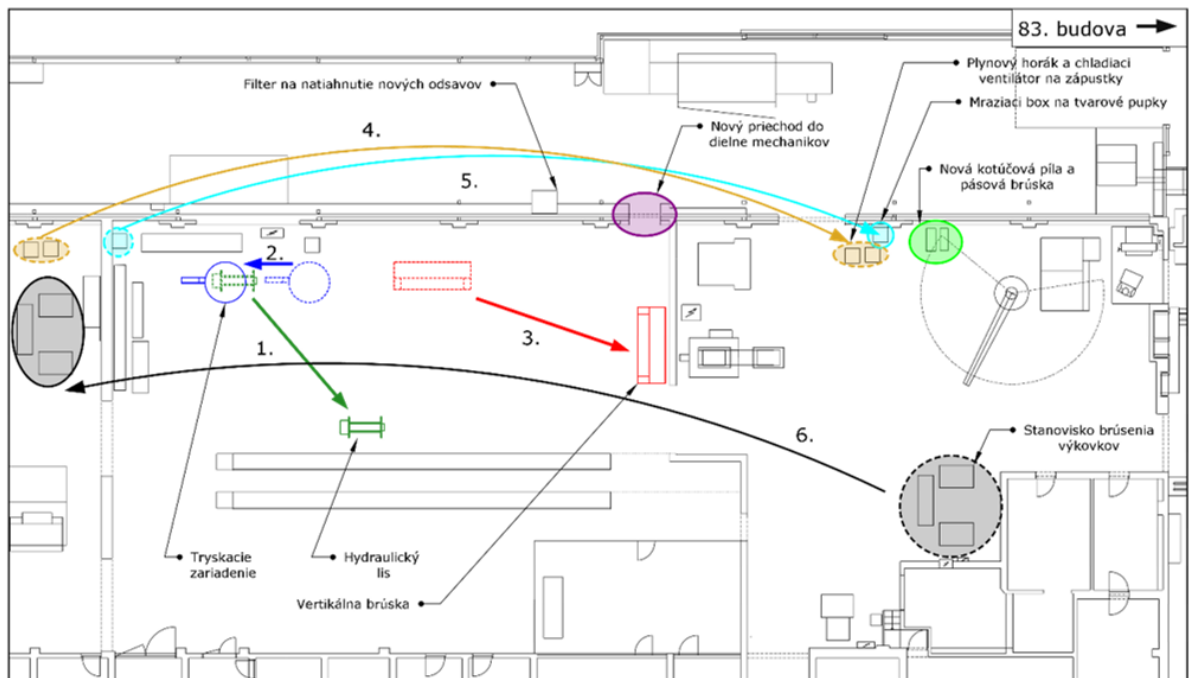 83. budova
Plynový horák a chladiaci
ventilátor na zápustky
Filter na natiahnutie nových odsavov
Mraziaci box na tvarové pupky
4.
Nový priechod do
dielne mechanikov
Nová kotúčová píla a
pásová brúska
5.
2.
3.
1.
6.
Stanovisko brúsenia
výkovkov
Tryskacie
zariadenie
Hydraulický
lis
Vertikálna brúska